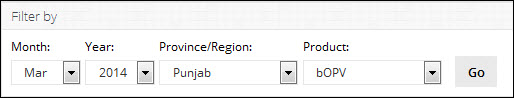 Filter by
Month: Year: Province/Region: Product:
Mar 2014 Punjab bOPV Go